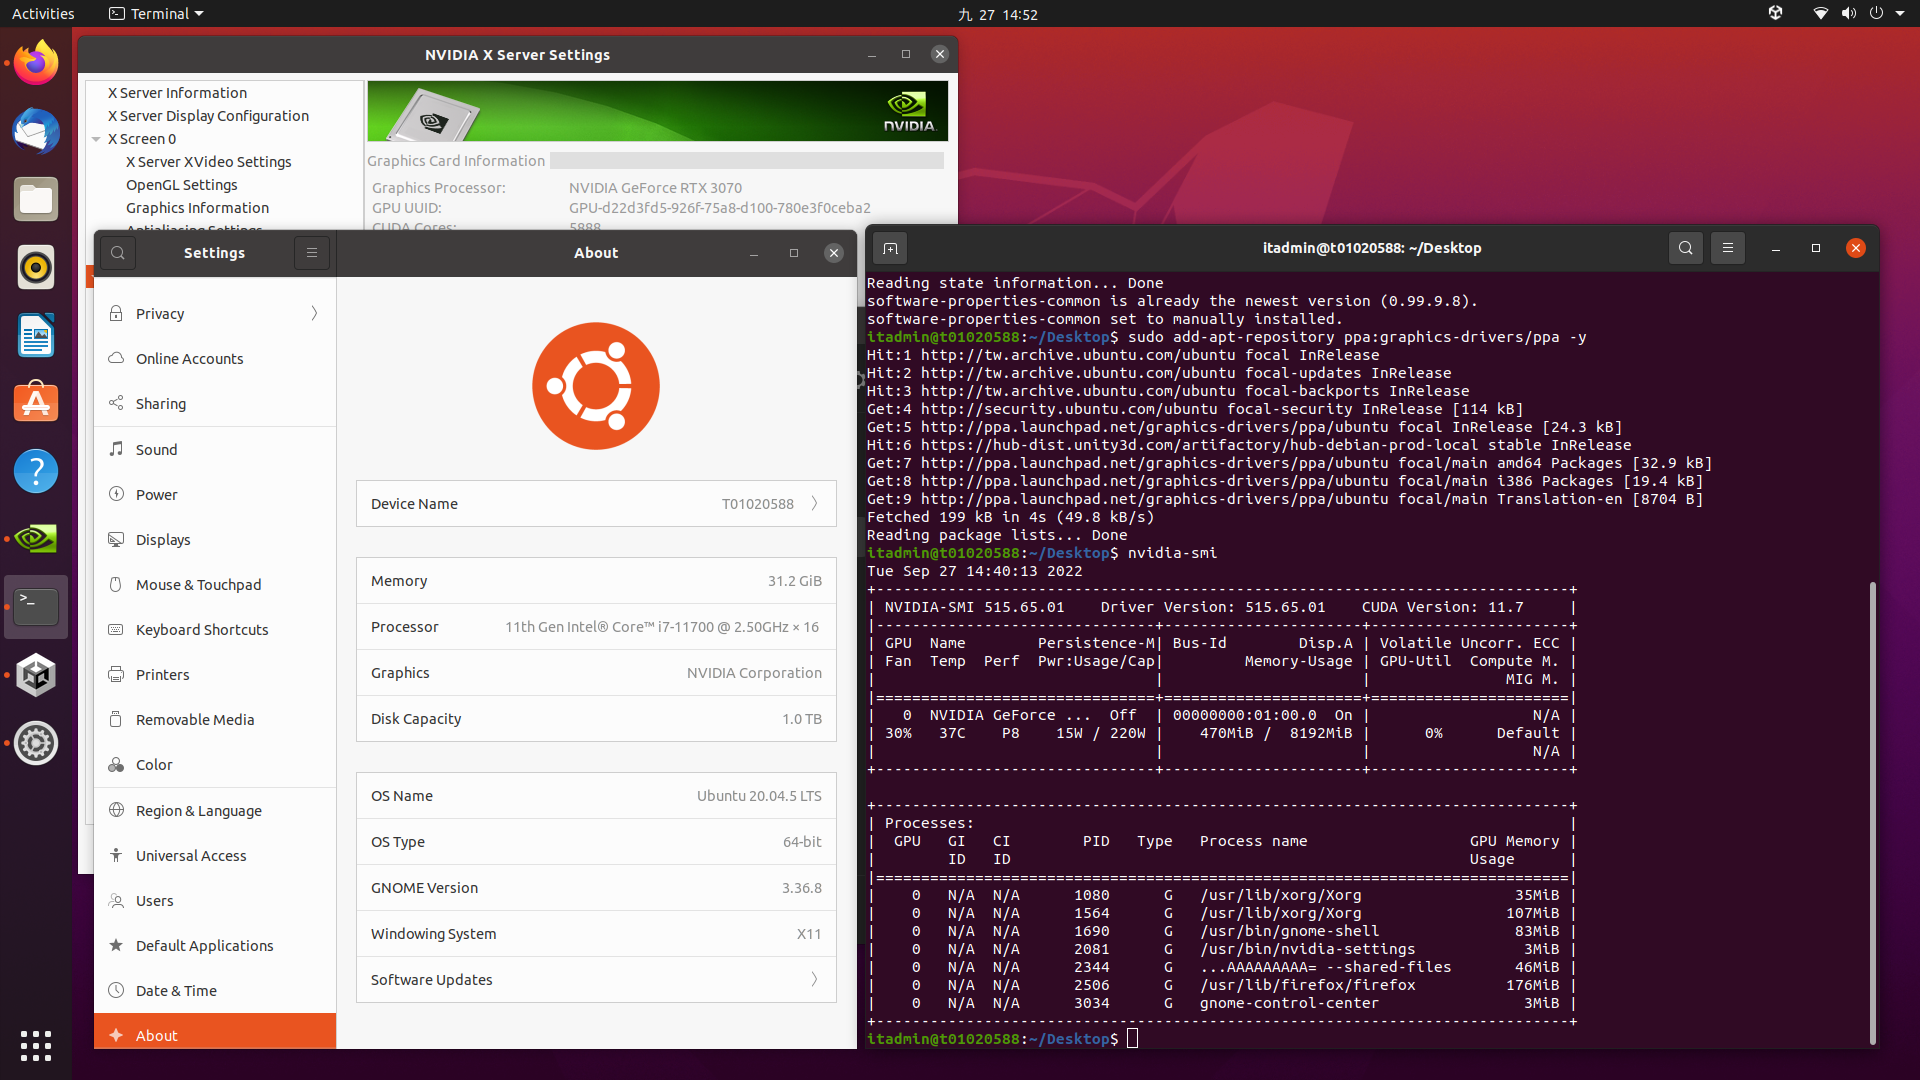 Activities
Terminal
九 27 14:52
NVIDIA X Server Settings
X Server Information
X Server Display Configuration
X Screen 0
X Server XVideo Settings
OpenGL Settings
Graphics Information
Antialiasing Settings
NVIDIA.
Graphics Card Information
Graphics Processor: NVIDIA GeForce RTX 3070
GPU UUID: GPU-d22d3fd5-926f-75a8-d100-780e3f0ceba2
CUDA Cores: 5888
Settings
About
Privacy
Online Accounts
Sharing
Sound
Power
Displays
Mouse & Touchpad
Keyboard Shortcuts
Printers
Removable Media
Color
Region & Language
Universal Access
Users
Default Applications
Date & Time
About
Device Name T01020588
Memory 31.2 GiB
Processor 11th Gen Intel® Core™ i7-11700 @ 2.50GHz × 16
Graphics NVIDIA Corporation
Disk Capacity 1.0 TB
OS Name Ubuntu 20.04.5 LTS
OS Type 64-bit
GNOME Version 3.36.8
Windowing System X11
Software Updates
itadmin@t01020588: ~/Desktop
Reading state information... Done
software-properties-common is already the newest version (0.99.9.8).
software-properties-common set to manually installed.
itadmin@t01020588:~/Desktop$ sudo add-apt-repository ppa:graphics-drivers/ppa -y
Hit:1 http://tw.archive.ubuntu.com/ubuntu focal InRelease
Hit:2 http://tw.archive.ubuntu.com/ubuntu focal-updates InRelease
Hit:3 http://tw.archive.ubuntu.com/ubuntu focal-backports InRelease
Get:4 http://security.ubuntu.com/ubuntu focal-security InRelease [114 kB]
Get:5 http://ppa.launchpad.net/graphics-drivers/ppa/ubuntu focal InRelease [24.3 kB]
Hit:6 https://hub-dist.unity3d.com/artifactory/hub-debian-prod-local stable InRelease
Get:7 http://ppa.launchpad.net/graphics-drivers/ppa/ubuntu focal/main amd64 Packages [32.9 kB]
Get:8 http://ppa.launchpad.net/graphics-drivers/ppa/ubuntu focal/main i386 Packages [19.4 kB]
Get:9 http://ppa.launchpad.net/graphics-drivers/ppa/ubuntu focal/main Translation-en [8704 B]
Fetched 199 kB in 4s (49.8 kB/s)
Reading package lists... Done
itadmin@t01020588:~/Desktop$ nvidia-smi
Tue Sep 27 14:40:13 2022
+-----------------------------------------------------------------------------+
| NVIDIA-SMI 515.65.01    Driver Version: 515.65.01    CUDA Version: 11.7     |
|-------------------------------+----------------------+----------------------+
| GPU  Name        Persistence-M| Bus-Id        Disp.A | Volatile Uncorr. ECC |
| Fan  Temp  Perf  Pwr:Usage/Cap|         Memory-Usage | GPU-Util  Compute M. |
|                               |                      |               MIG M. |
|===============================+======================+======================|
|   0  NVIDIA GeForce ...  Off  | 00000000:01:00.0  On |                  N/A |
| 30%   37C    P8    15W / 220W |    470MiB /  8192MiB |      0%      Default |
|                               |                      |                  N/A |
+-------------------------------+----------------------+----------------------+
+-----------------------------------------------------------------------------+
| Processes:                                                                  |
|  GPU   GI   CI        PID   Type   Process name                  GPU Memory |
|        ID   ID                                                   Usage      |
|=============================================================================|
|    0   N/A  N/A      1080      G   /usr/lib/xorg/Xorg                 35MiB |
|    0   N/A  N/A      1564      G   /usr/lib/xorg/Xorg                107MiB |
|    0   N/A  N/A      1690      G   /usr/bin/gnome-shell               83MiB |
|    0   N/A  N/A      2081      G   /usr/bin/nvidia-settings            3MiB |
|    0   N/A  N/A      2344      G   ...AAAAAAAAA= --shared-files       46MiB |
|    0   N/A  N/A      2506      G   /usr/lib/firefox/firefox          176MiB |
|    0   N/A  N/A      3034      G   gnome-control-center                3MiB |
+-----------------------------------------------------------------------------+
itadmin@t01020588:~/Desktop$